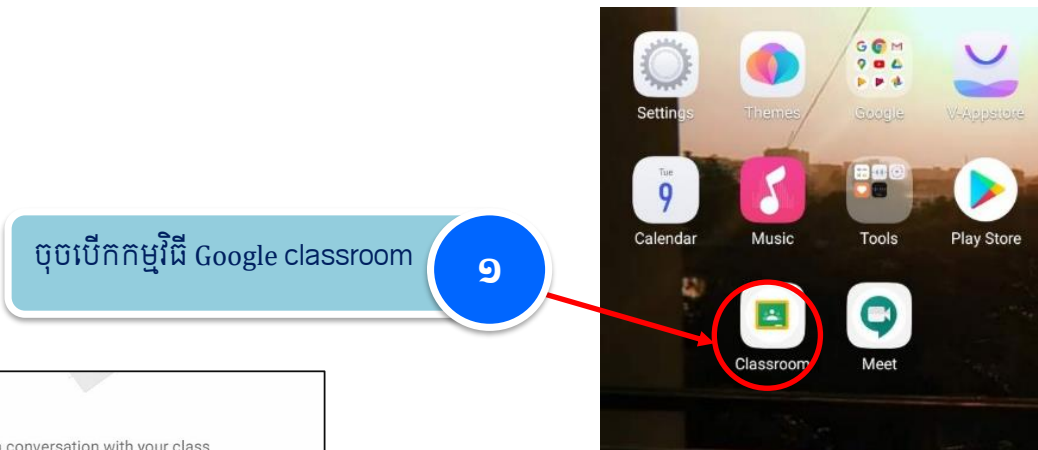 Settings
Themes
Google
V-Appstore
Tue
9
Calendar
Music
Tools
Play Store
ចុចបើកកម្មវិធី Google classroom
១
Classroom
Meet
conversation with your class